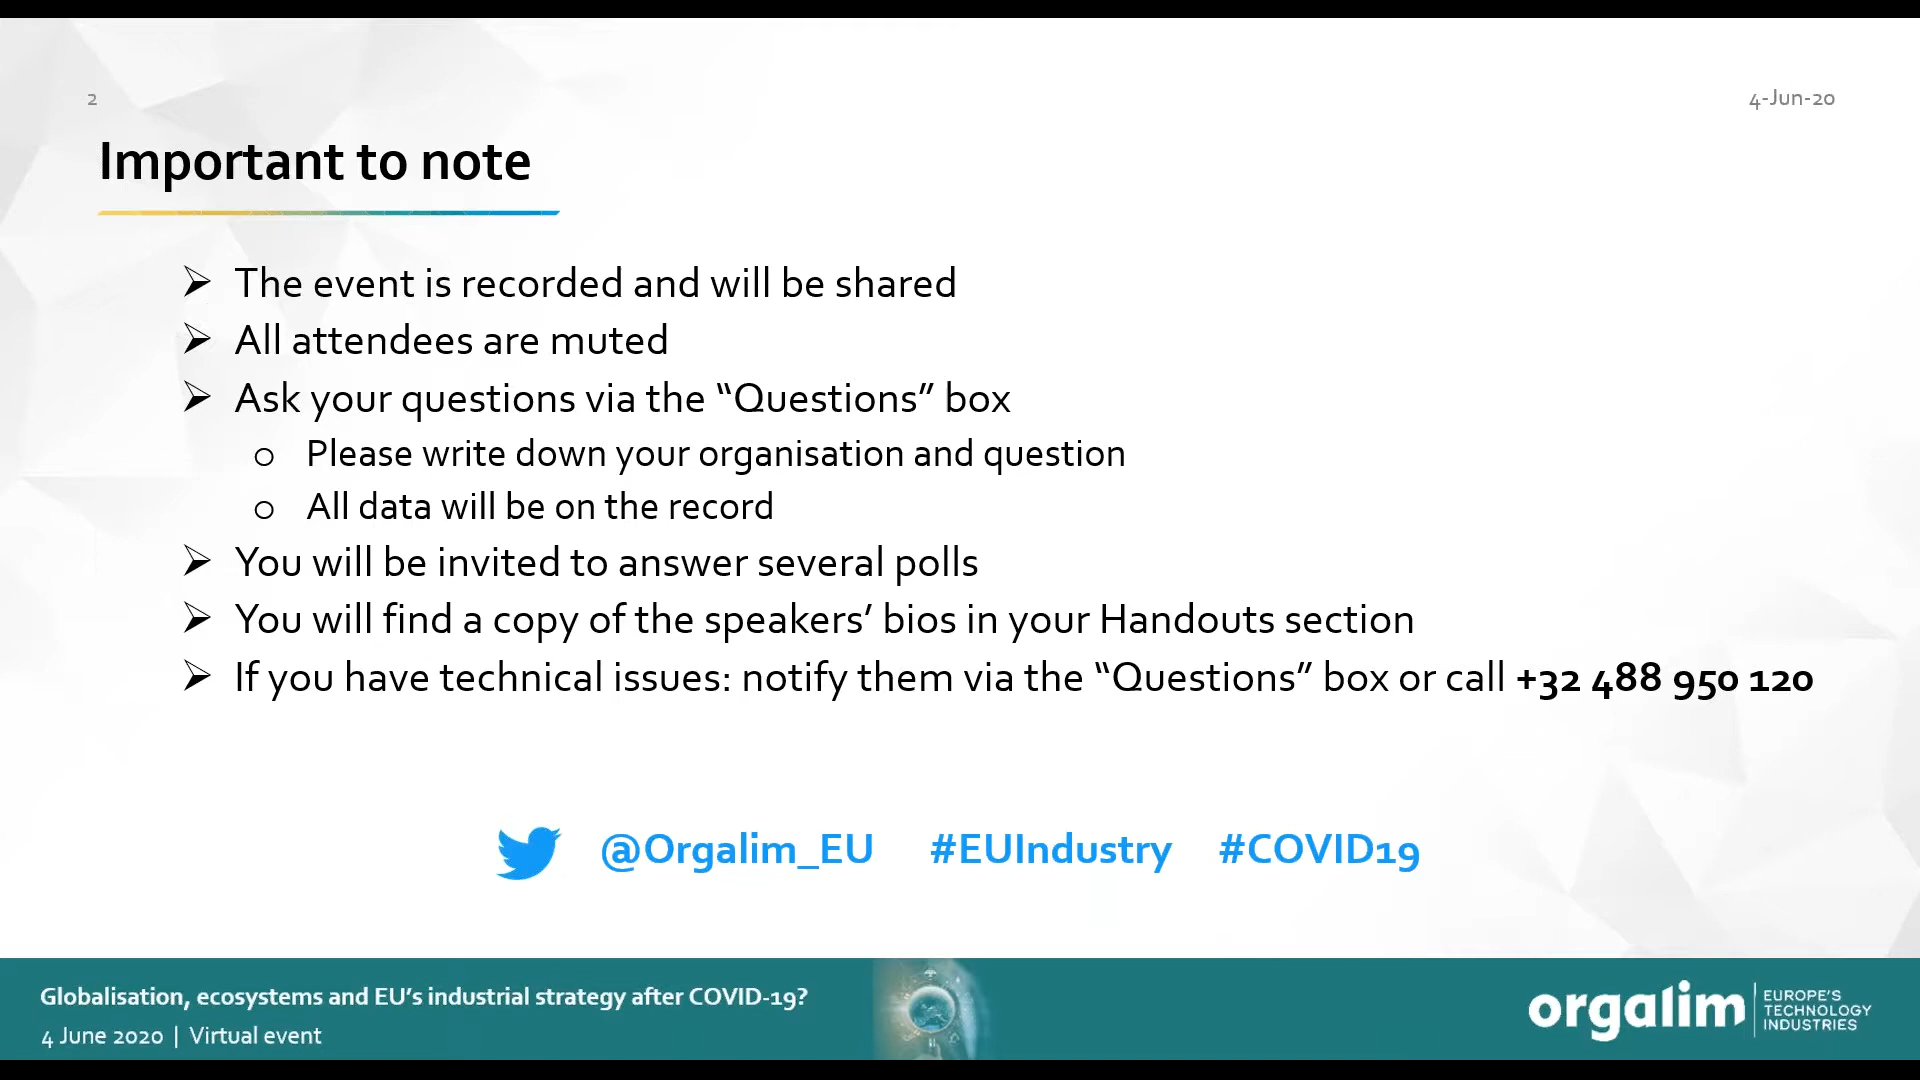 2
4-Jun-20
Important to note
➢ The event is recorded and will be shared
➢ All attendees are muted
➢ Ask your questions via the “Questions” box
o Please write down your organisation and question
o All data will be on the record
➢ You will be invited to answer several polls
➢ You will find a copy of the speakers’ bios in your Handouts section
➢ If you have technical issues: notify them via the “Questions” box or call +32 488 950 120
@Orgalim_EU #EUIndustry #COVID19
Globalisation, ecosystems and EU’s industrial strategy after COVID-19?
4 June 2020 | Virtual event
orgalim
EUROPE’S
TECHNOLOGY
INDUSTRIES